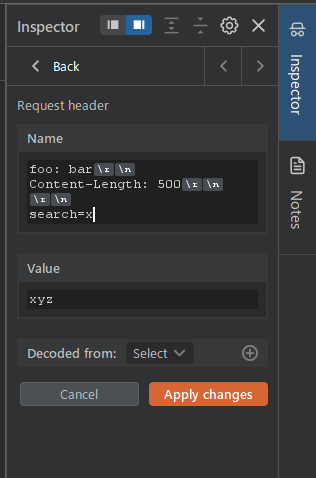 Inspector
Back
Request header
Name
foo: bar\r\n
Content-Length: 500\r\n
\r\n
search=x
Value
xyz
Decoded from: Select
Cancel Apply changes
Inspector
Notes